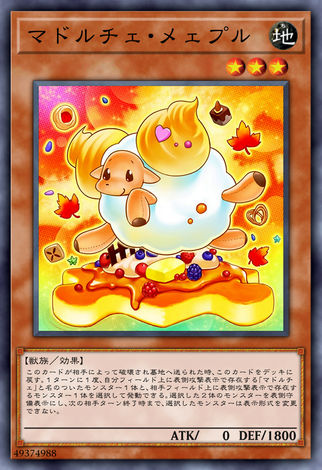 マドルチェ・メェプル
地
【獣族／効果】
このカードが相手によって破壊され墓地へ送られた時、このカードをデッキに
戻す。１ターンに１度、自分フィールド上に表側攻撃表示で存在する「マドルチ
ェ」と名のついたモンスター１体と、相手フィールド上に表側攻撃表示で存在す
るモンスター１体を選択して発動できる。選択した２体のモンスターを表側守
備表示にし、次の相手ターン終了時まで、選択したモンスターは表示形式を変更
できない。
ATK/ 0 DEF/1800
49374988